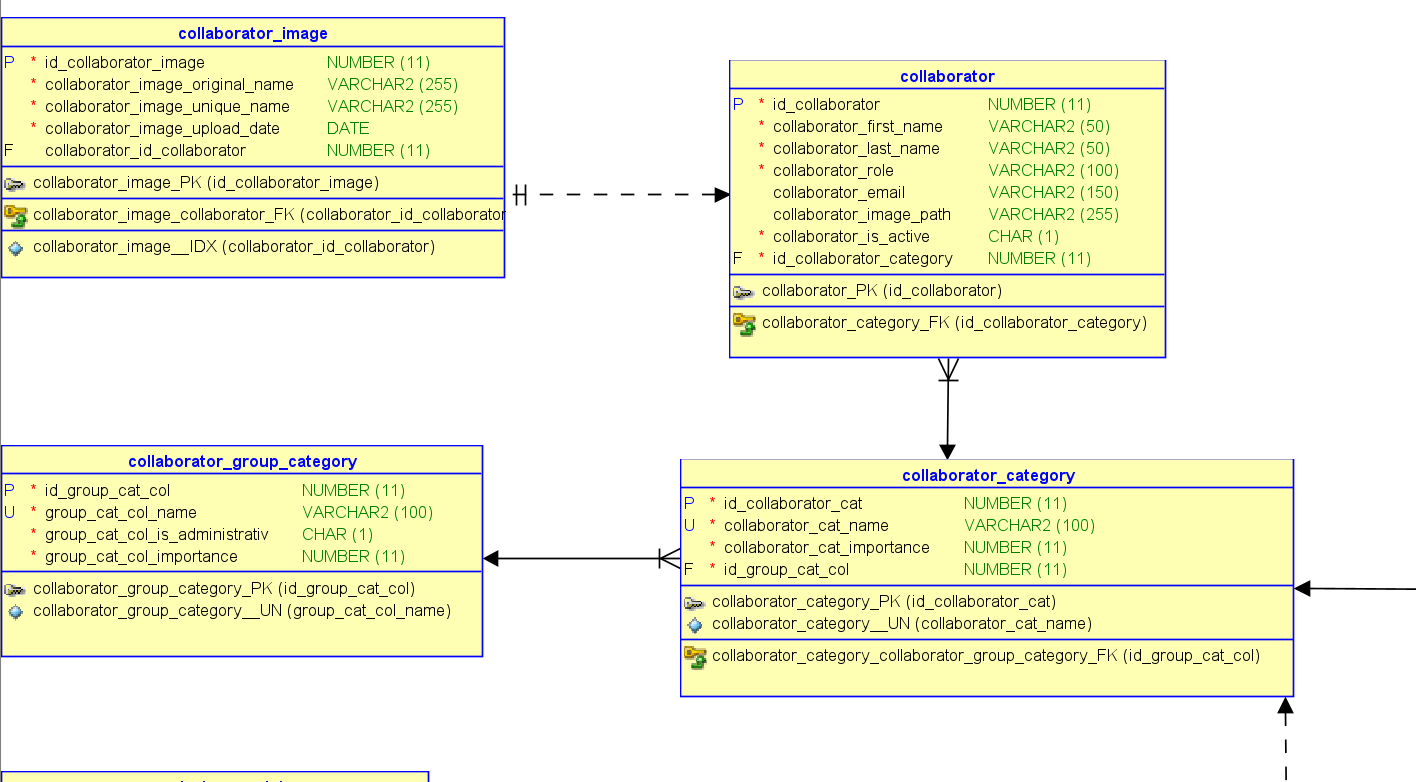 collaborator_image
P * id_collaborator_image NUMBER (11)
* collaborator_image_original_name VARCHAR2 (255)
* collaborator_image_unique_name VARCHAR2 (255)
* collaborator_image_upload_date DATE
F collaborator_id_collaborator NUMBER (11)
collaborator_image_PK (id_collaborator_image)
collaborator_image_collaborator_FK (collaborator_id_collaborator
collaborator_image__IDX (collaborator_id_collaborator)
collaborator
P * id_collaborator NUMBER (11)
* collaborator_first_name VARCHAR2 (50)
* collaborator_last_name VARCHAR2 (50)
* collaborator_role VARCHAR2 (100)
collaborator_email VARCHAR2 (150)
collaborator_image_path VARCHAR2 (255)
* collaborator_is_active CHAR (1)
F * id_collaborator_category NUMBER (11)
collaborator_PK (id_collaborator)
collaborator_category_FK (id_collaborator_category)
collaborator_group_category
P * id_group_cat_col NUMBER (11)
U * group_cat_col_name VARCHAR2 (100)
* group_cat_col_is_administrativ CHAR (1)
* group_cat_col_importance NUMBER (11)
collaborator_group_category_PK (id_group_cat_col)
collaborator_group_category__UN (group_cat_col_name)
collaborator_category
P * id_collaborator_cat NUMBER (11)
U * collaborator_cat_name VARCHAR2 (100)
* collaborator_cat_importance NUMBER (11)
F * id_group_cat_col NUMBER (11)
collaborator_category_PK (id_collaborator_cat)
collaborator_category__UN (collaborator_cat_name)
collaborator_category_collaborator_group_category_FK (id_group_cat_col)